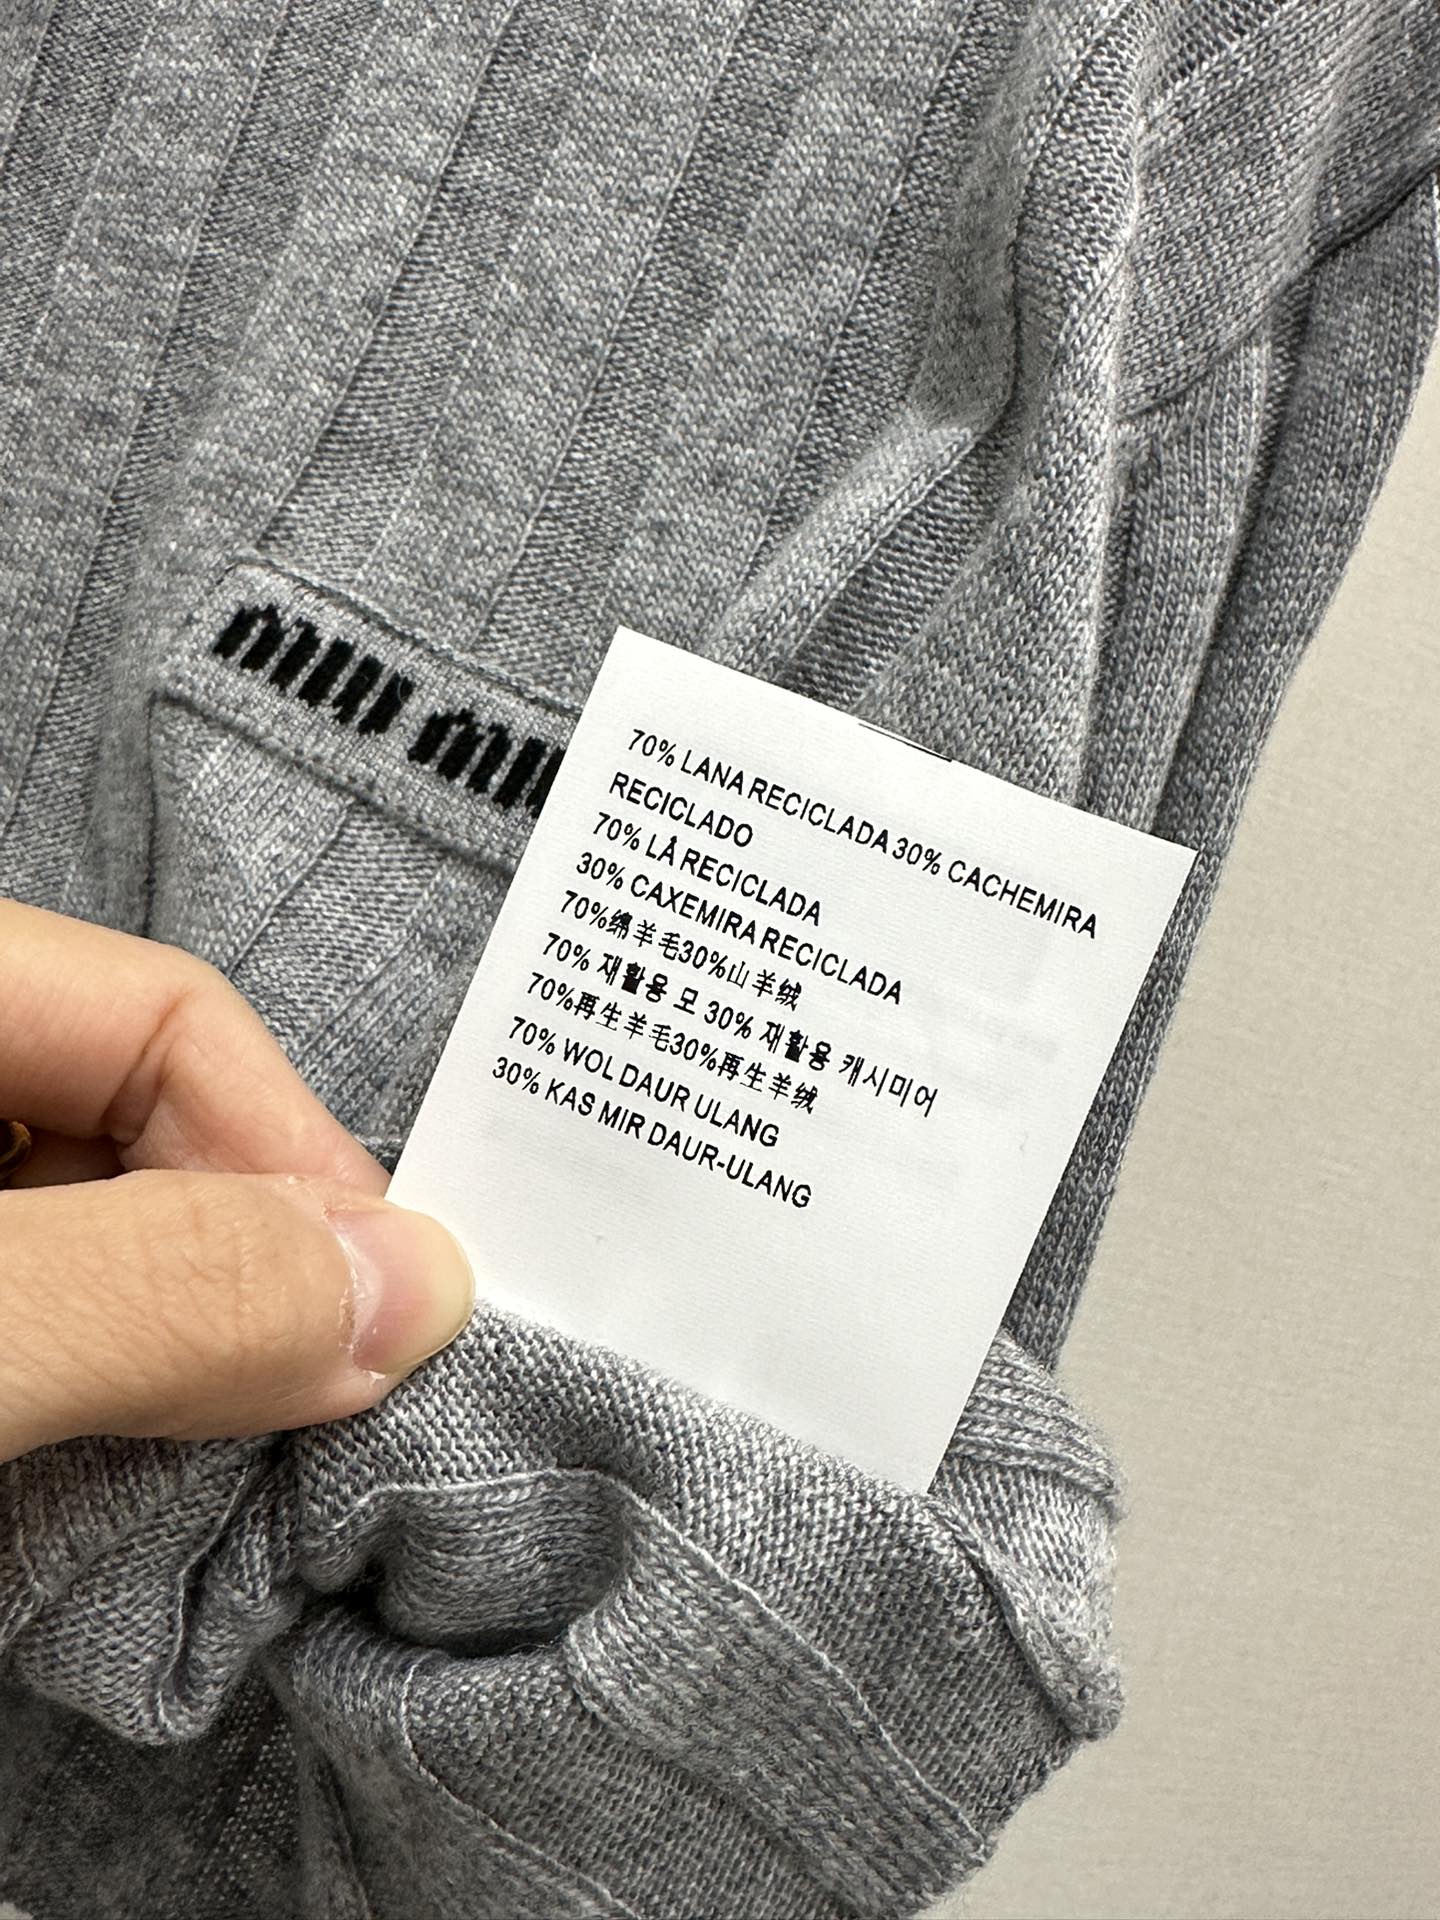 miu miu
70% LANA RECICLADA 30% CACHEMIRA
RECICLADO
70% LÅ RECICLADA
30% CAXEMIRA RECICLADA
70%绵羊毛30%山羊绒
70% 재활용 모 30% 재활용 캐시미어
70%再生羊毛30%再生羊绒
70% WOL DAUR ULANG
30% KAS MIR DAUR-ULANG